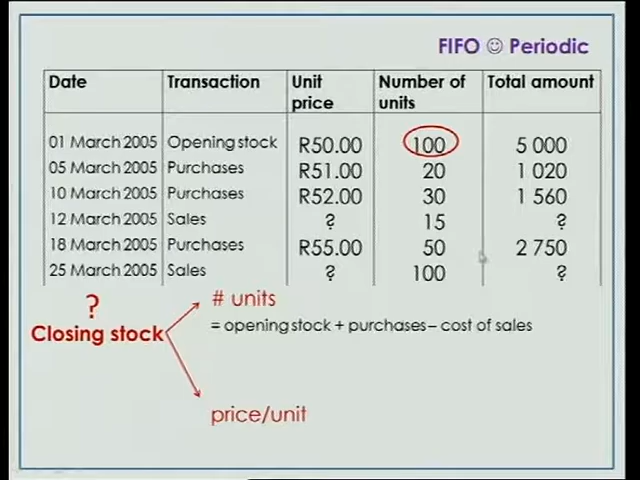 FIFO ☺ Periodic
Date Transaction Unit price Number of units Total amount
01 March 2005 Opening stock R50.00 100 5 000
05 March 2005 Purchases R51.00 20 1 020
10 March 2005 Purchases R52.00 30 1 560
12 March 2005 Sales ? 15 ?
18 March 2005 Purchases R55.00 50 2 750
25 March 2005 Sales ? 100 ?
?
Closing stock
# units
= opening stock + purchases – cost of sales
price/unit